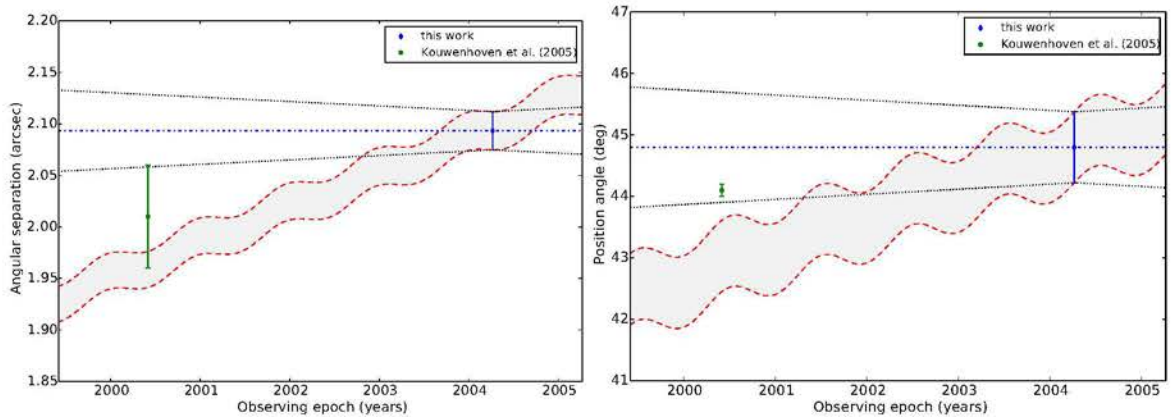 2.20
2.15
2.10
2.05
2.00
1.95
1.90
1.85
Angular separation (arcsec)
this work
Kouwenhoven et al. (2005)
2000 2001 2002 2003 2004 2005
Observing epoch (years)
47
46
45
44
43
42
41
Position angle (deg)
this work
Kouwenhoven et al. (2005)
2000 2001 2002 2003 2004 2005
Observing epoch (years)